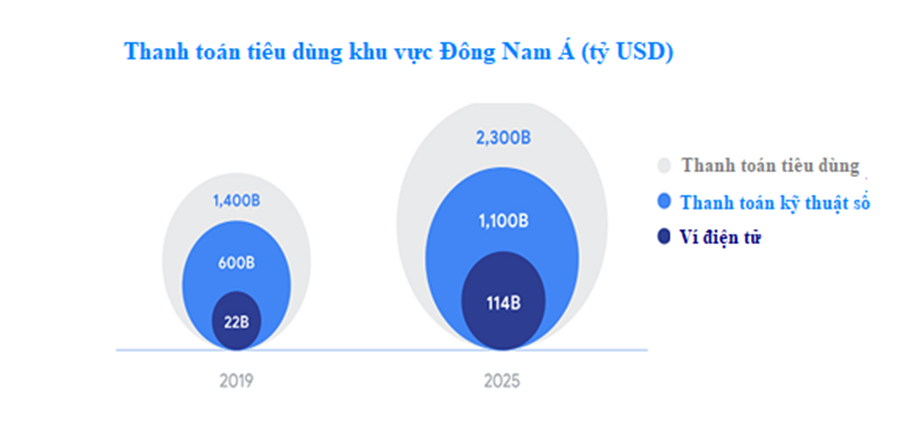 Thanh toán tiêu dùng khu vực Đông Nam Á (tỷ USD)
2,300B
1,400B
1,100B
600B
114B
22B
Thanh toán tiêu dùng
Thanh toán kỹ thuật số
Ví điện tử
2019 2025